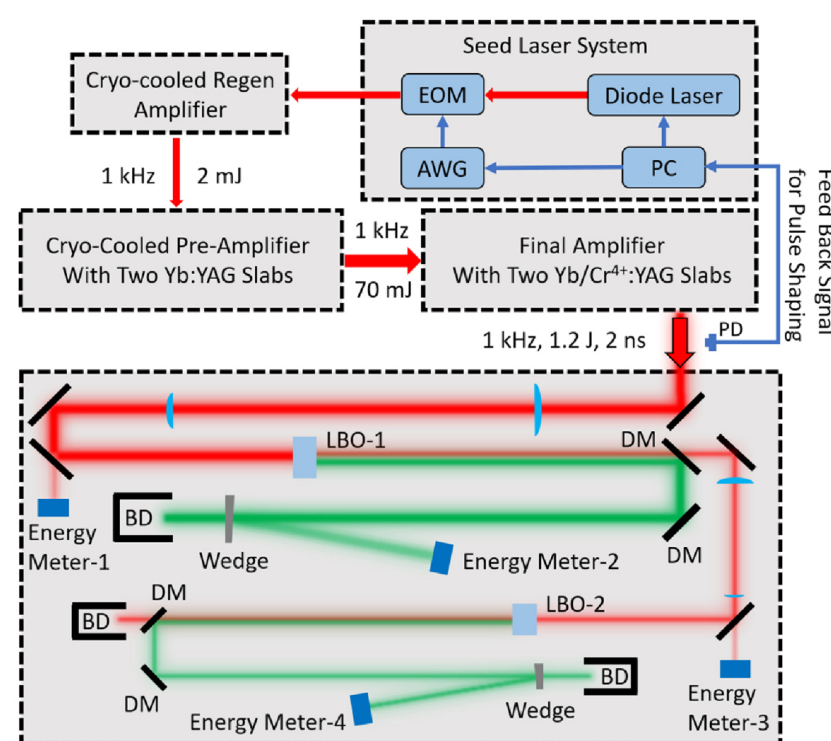 Seed Laser System
EOM
Diode Laser
AWG
PC
Cryo-cooled Regen
Amplifier
1 kHz
2 mJ
Cryo-Cooled Pre-Amplifier
With Two Yb:YAG Slabs
1 kHz
70 mJ
Final Amplifier
With Two Yb/Cr⁴⁺:YAG Slabs
Feed Back Signal
for Pulse Shaping
1 kHz, 1.2 J, 2 ns
PD
LBO-1
DM
Energy
Meter-1
BD
Wedge
Energy Meter-2
DM
DM
BD
LBO-2
DM
Energy Meter-4
Wedge
BD
Energy
Meter-3